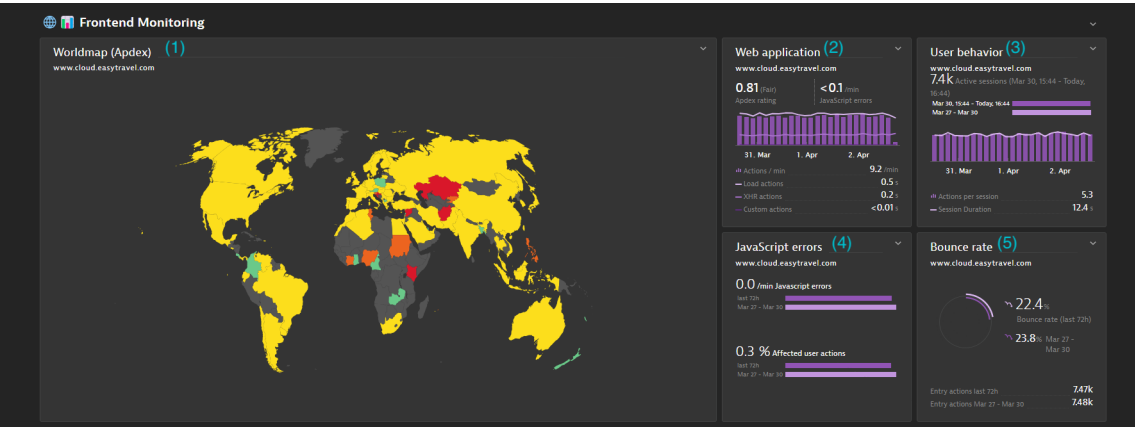 Frontend Monitoring
Worldmap (Apdex) (1)
www.cloud.easytravel.com
Web application (2)
www.cloud.easytravel.com
0.81 (Fair)
Apdex rating
<0.1 /min
JavaScript errors
31. Mar 1. Apr 2. Apr
Actions / min 9.2 /min
Load actions 0.5 s
XHR actions 0.2 s
Custom actions <0.01 s
User behavior (3)
www.cloud.easytravel.com
7.4k Active sessions (Mar 30, 15:44 - Today,
16:44)
Mar 30, 15:44 - Today, 16:44
Mar 27 - Mar 30
31. Mar 1. Apr 2. Apr
Actions per session 5.3
Session Duration 12.4 s
JavaScript errors (4)
www.cloud.easytravel.com
0.0 /min Javascript errors
last 72h
Mar 27 - Mar 30
0.3 % Affected user actions
last 72h
Mar 27 - Mar 30
Bounce rate (5)
www.cloud.easytravel.com
22.4%
Bounce rate (last 72h)
23.8% Mar 27 -
Mar 30
Entry actions last 72h 7.47k
Entry actions Mar 27 - Mar 30 7.48k